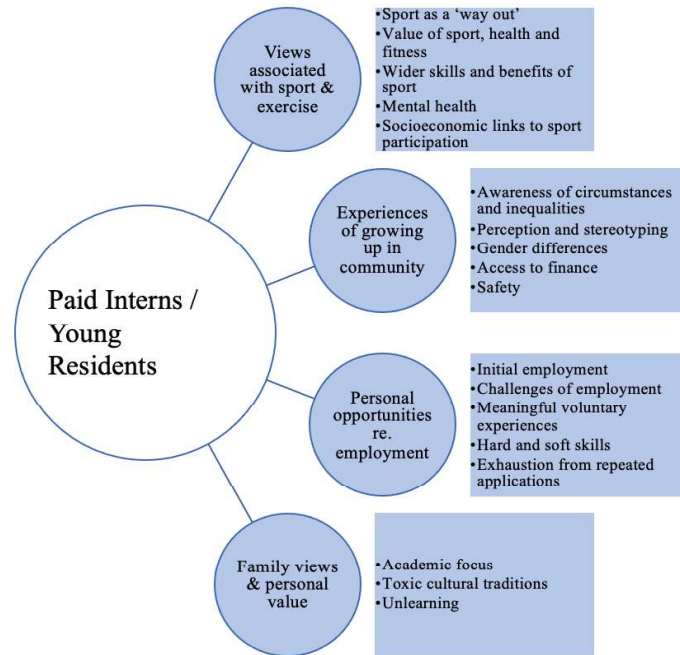 Paid Interns /
Young
Residents
Views
associated
with sport &
exercise
•Sport as a ‘way out’
•Value of sport, health and
fitness
•Wider skills and benefits of
sport
•Mental health
•Socioeconomic links to sport
participation
Experiences
of growing
up in
community
•Awareness of circumstances
and inequalities
•Perception and stereotyping
•Gender differences
•Access to finance
•Safety
Personal
opportunities
re.
employment
•Initial employment
•Challenges of employment
•Meaningful voluntary
experiences
•Hard and soft skills
•Exhaustion from repeated
applications
Family views
& personal
value
•Academic focus
•Toxic cultural traditions
•Unlearning